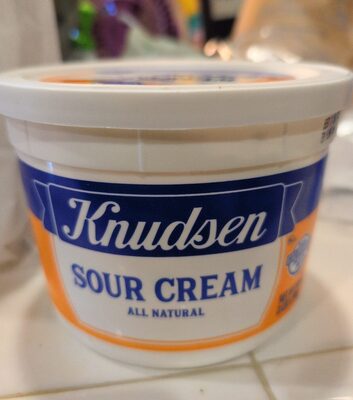 Knudsen
SOUR CREAM
ALL NATURAL